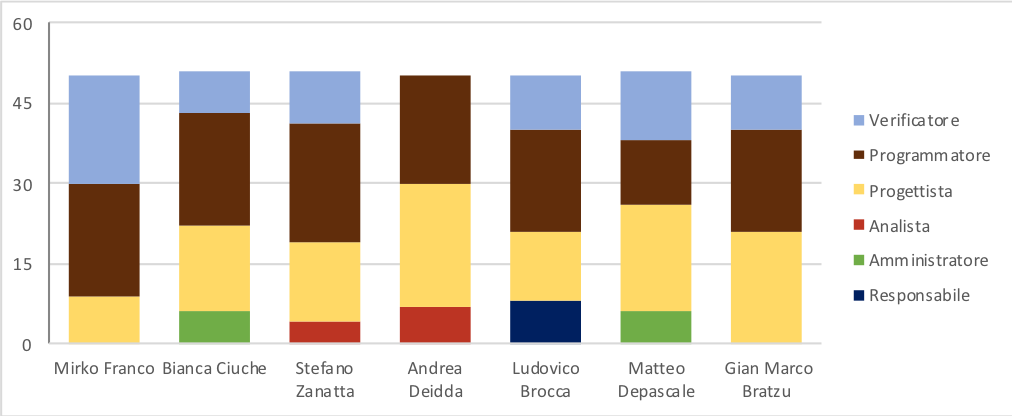 60
45
30
15
0
Mirko Franco
Bianca Ciuche
Stefano
Zanatta
Andrea
Deidda
Ludovico
Brocca
Matteo
Depascale
Gian Marco
Bratzu
Verificatore
Programmatore
Progettista
Analista
Amministratore
Responsabile